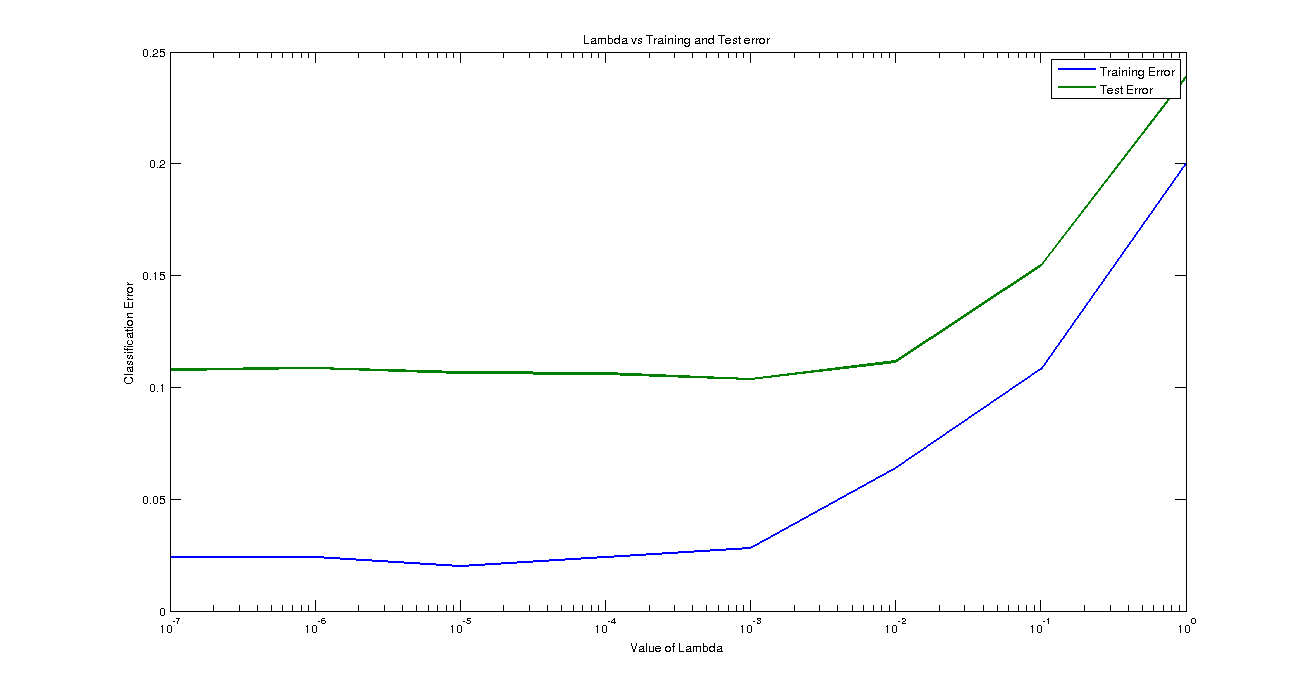 Lambda vs Training and Test error
0.25
0.2
0.15
0.1
0.05
0
Classification Error
Training Error
Test Error
10^-7 10^-6 10^-5 10^-4 10^-3 10^-2 10^-1 10^0
Value of Lambda